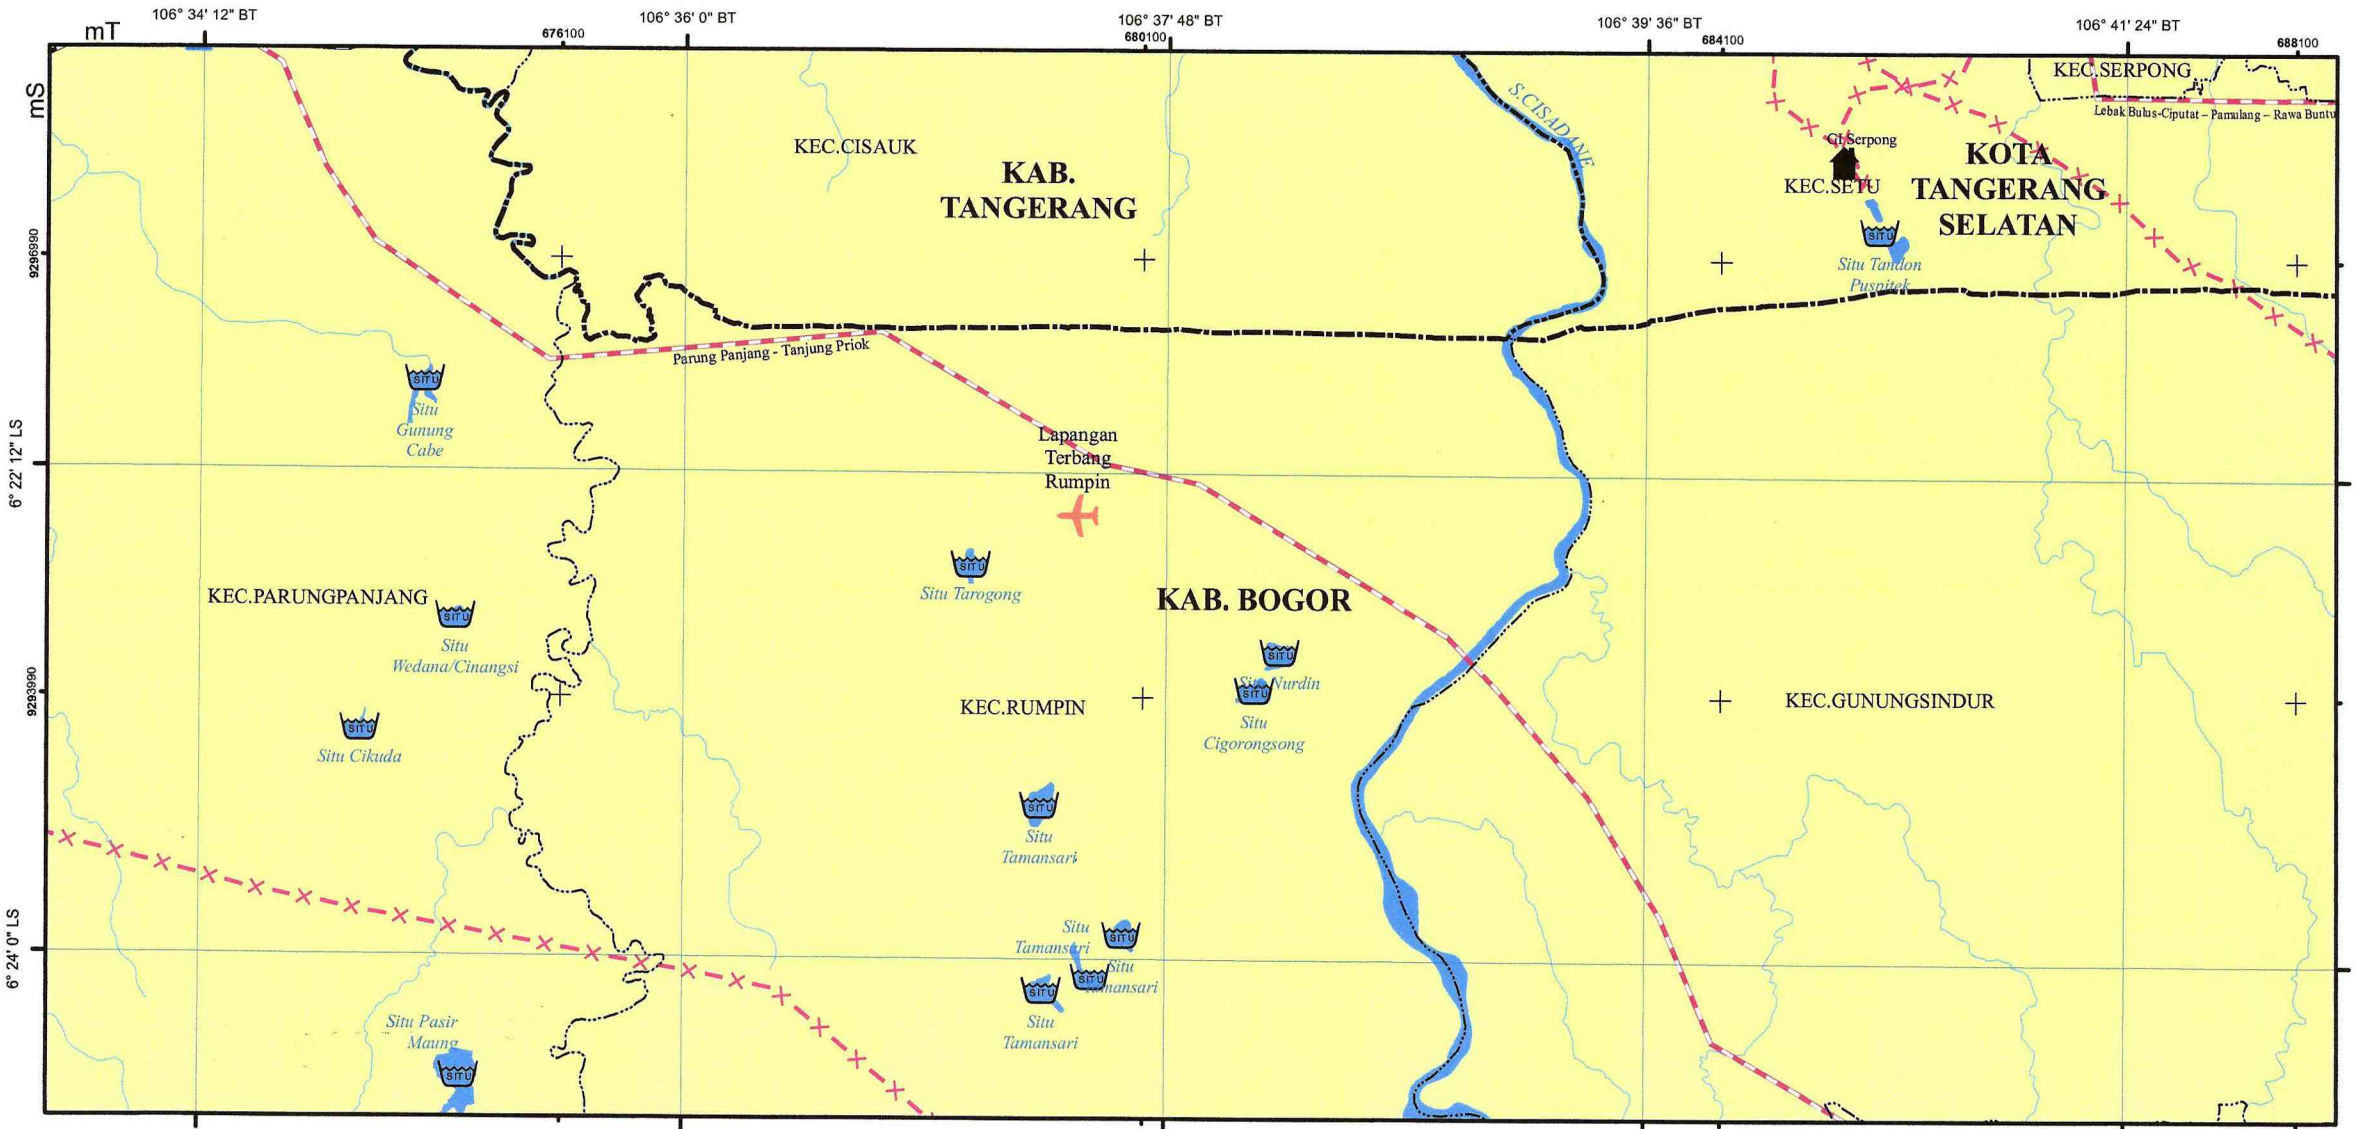 106° 34' 12" BT
106° 36' 0" BT
106° 37' 48" BT
106° 39' 36" BT
106° 41' 24" BT
mT
676100
680100
684100
688100
mS
9296990
6° 22' 12" LS
9293990
6° 24' 0" LS
KEC.SERPONG
Lebak Bulus-Ciputat – Pamulang – Rawa Buntu
S.CISADANE
KEC.CISAUK
KAB.
TANGERANG
GI Serpong
KEC.SETU
KOTA
TANGERANG
SELATAN
SITU
Situ Tandon
Puspitek
Parung Panjang - Tanjung Priok
SITU
Situ
Gunung
Cabe
Lapangan
Terbang
Rumpin
SITU
Situ Tarogong
KAB. BOGOR
KEC.PARUNGPANJANG
SITU
Situ
Wedana/Cinangsi
SITU
Situ Nurdin
SITU
Situ
Cigorongsong
KEC.RUMPIN
KEC.GUNUNGSINDUR
SITU
Situ Cikuda
SITU
Situ
Tamansari
Situ
Tamansari
SITU
Situ
Tamansari
SITU
SITU
Situ
Tamansari
Situ Pasir
Maung
SITU